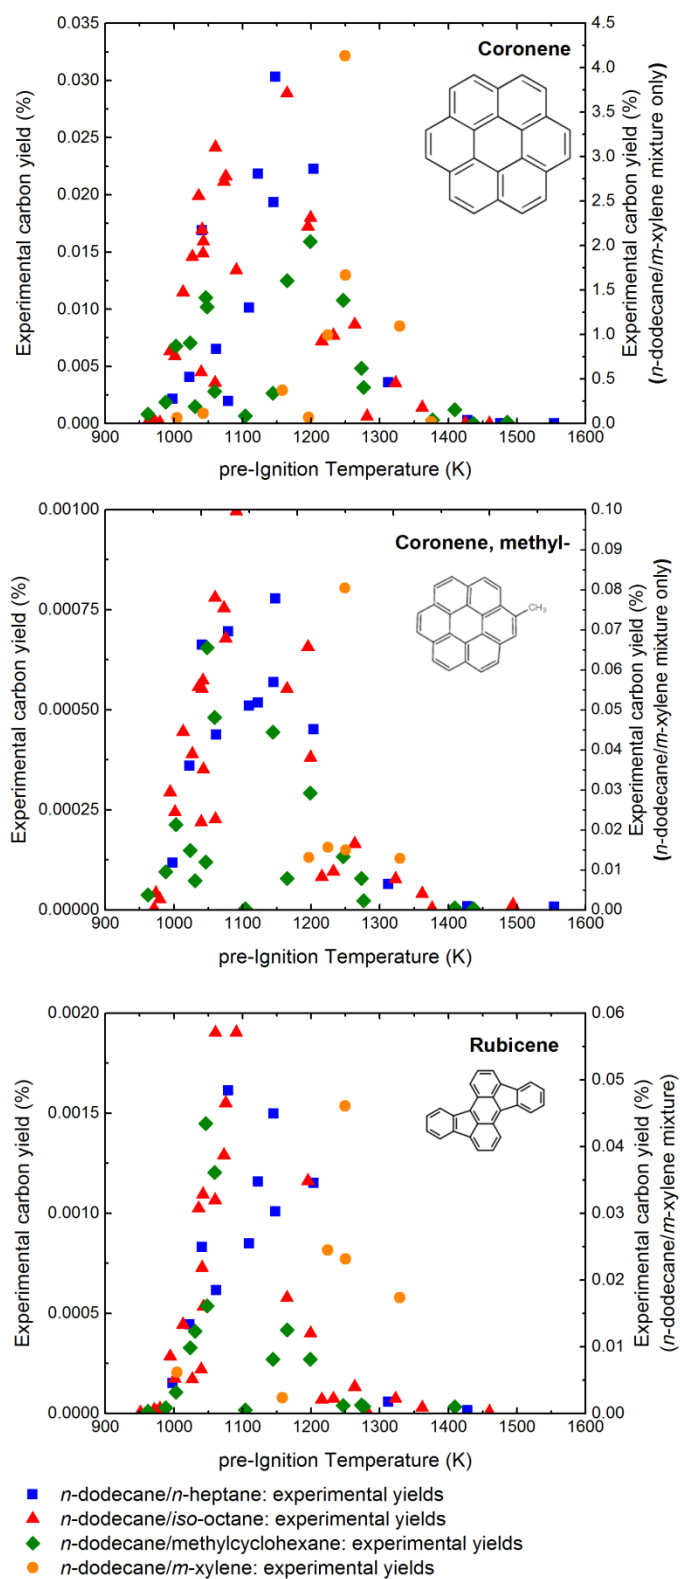 Coronene
Experimental carbon yield (%)
0.035
0.030
0.025
0.020
0.015
0.010
0.005
0.000
4.5
4.0
3.5
3.0
2.5
2.0
1.5
1.0
0.5
0.0
Experimental carbon yield (%)
(n-dodecane/m-xylene mixture only)
900 1000 1100 1200 1300 1400 1500 1600
pre-Ignition Temperature (K)
Coronene, methyl-
CH3
Experimental carbon yield (%)
0.00100
0.00075
0.00050
0.00025
0.00000
0.10
0.09
0.08
0.07
0.06
0.05
0.04
0.03
0.02
0.01
0.00
Experimental carbon yield (%)
(n-dodecane/m-xylene mixture only)
900 1000 1100 1200 1300 1400 1500 1600
pre-Ignition Temperature (K)
Rubicene
Experimental carbon yield (%)
0.0020
0.0015
0.0010
0.0005
0.0000
0.06
0.05
0.04
0.03
0.02
0.01
0.00
Experimental carbon yield (%)
(n-dodecane/m-xylene mixture)
900 1000 1100 1200 1300 1400 1500 1600
pre-Ignition Temperature (K)
n-dodecane/n-heptane: experimental yields
n-dodecane/iso-octane: experimental yields
n-dodecane/methylcyclohexane: experimental yields
n-dodecane/m-xylene: experimental yields